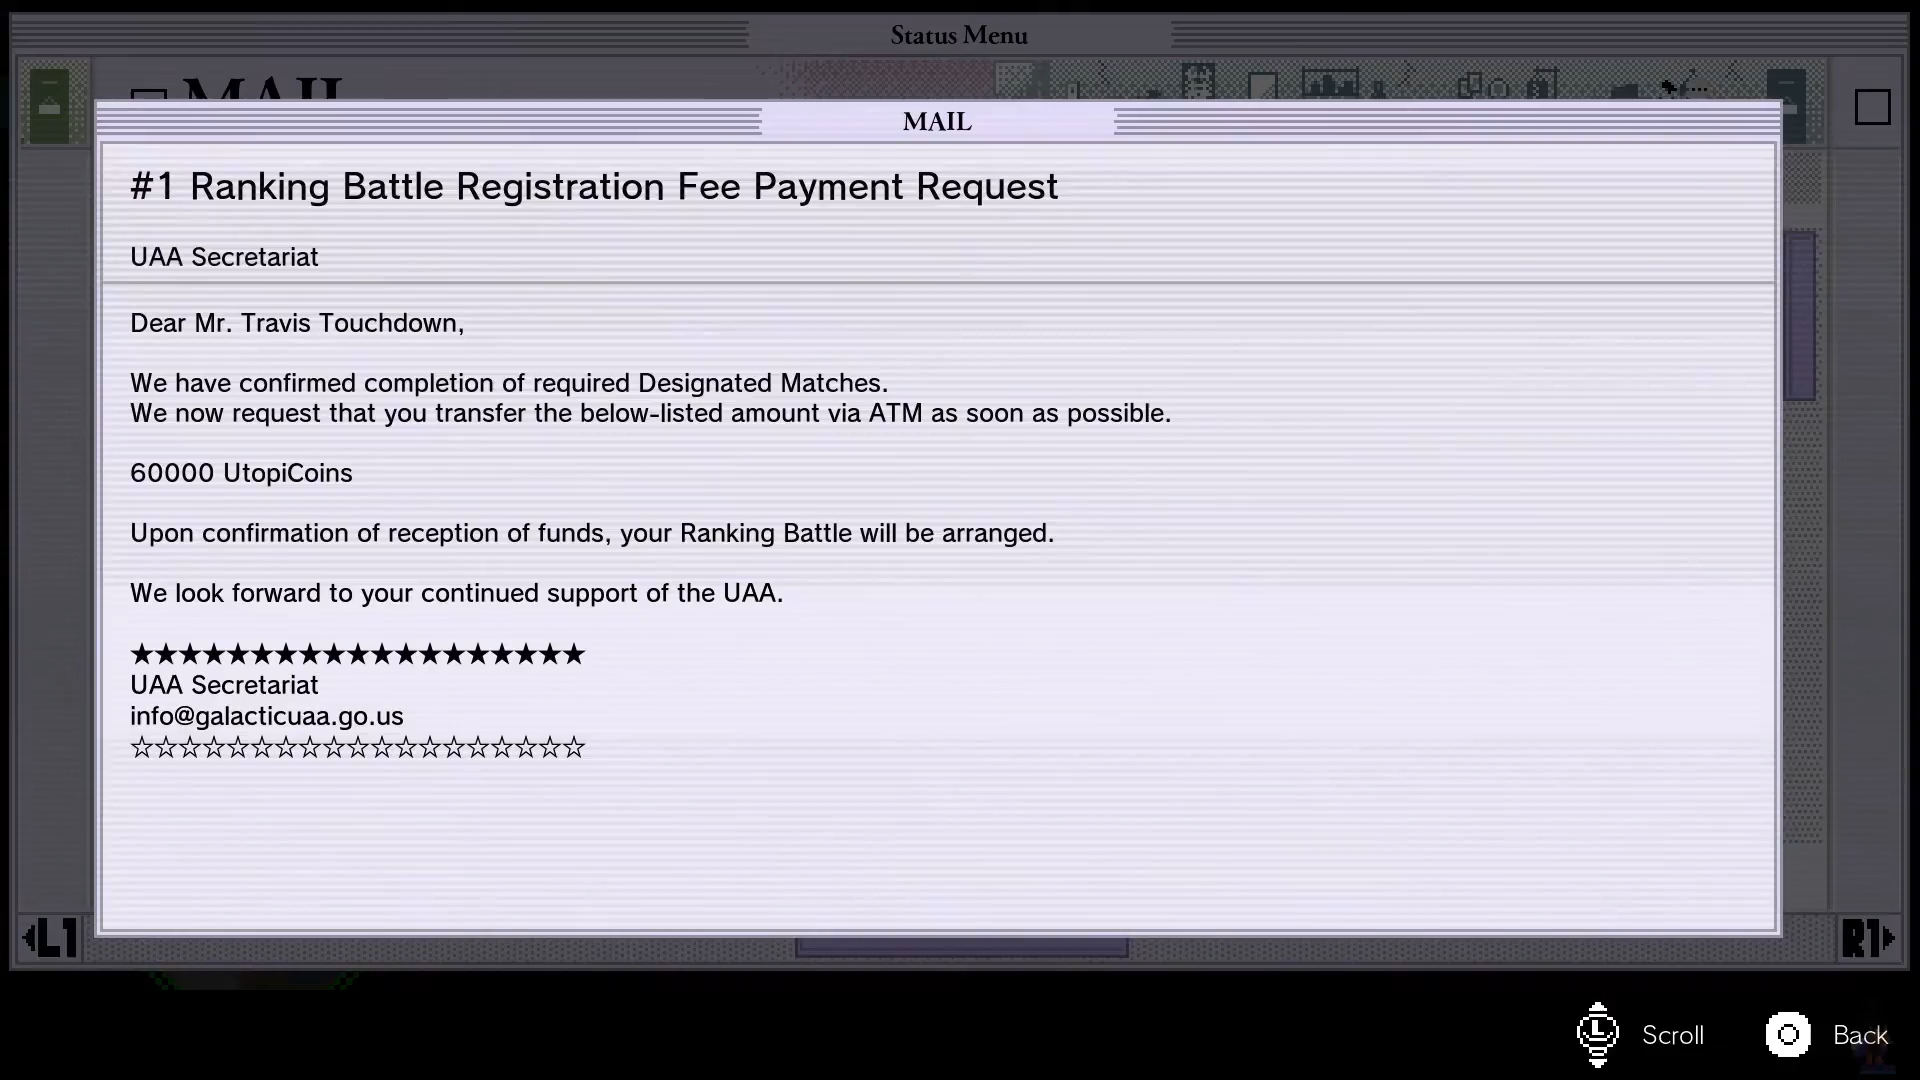 Status Menu
MAIL
MAIL
#1 Ranking Battle Registration Fee Payment Request
UAA Secretariat
Dear Mr. Travis Touchdown,
We have confirmed completion of required Designated Matches.
We now request that you transfer the below-listed amount via ATM as soon as possible.
60000 UtopiCoins
Upon confirmation of reception of funds, your Ranking Battle will be arranged.
We look forward to your continued support of the UAA.
★★★★★★★★★★★★★★★★★★★
UAA Secretariat
info@galacticuaa.go.us
☆☆☆☆☆☆☆☆☆☆☆☆☆☆☆☆☆☆☆
L1
R1
L Scroll
Back